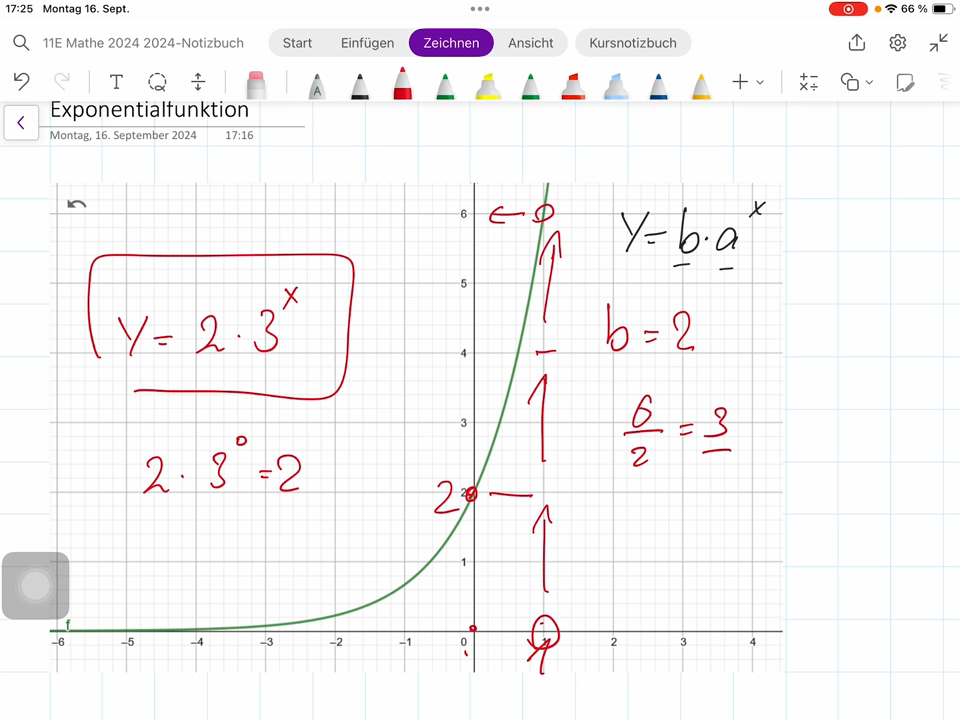 17:25 Montag 16. Sept. 66 %
11E Mathe 2024 2024-Notizbuch Start Einfügen Zeichnen Ansicht Kursnotizbuch
T A
Exponentialfunktion
Montag, 16. September 2024 17:16
y = b · a^x
y = 2 · 3^x
b = 2
6/2 = 3
2 · 3^0 = 2
2
6
5
4
3
2
1
f
-6 -5 -4 -3 -2 -1 0 1 2 3 4
1